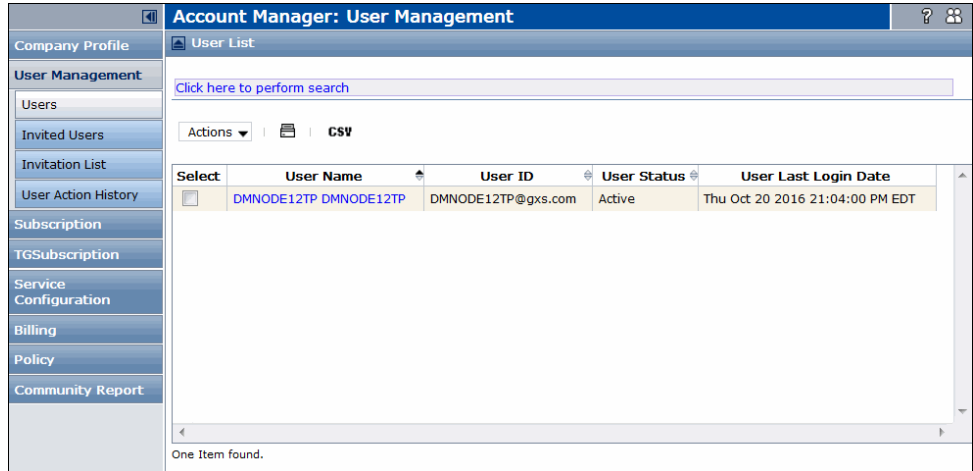 Account Manager: User Management
?
Company Profile
User Management
Users
Invited Users
Invitation List
User Action History
Subscription
TGSubscription
Service
Configuration
Billing
Policy
Community Report
User List
Click here to perform search
Actions
CSV
Select User Name User ID User Status User Last Login Date
DMNODE12TP DMNODE12TP DMNODE12TP@gxs.com Active Thu Oct 20 2016 21:04:00 PM EDT
One Item found.